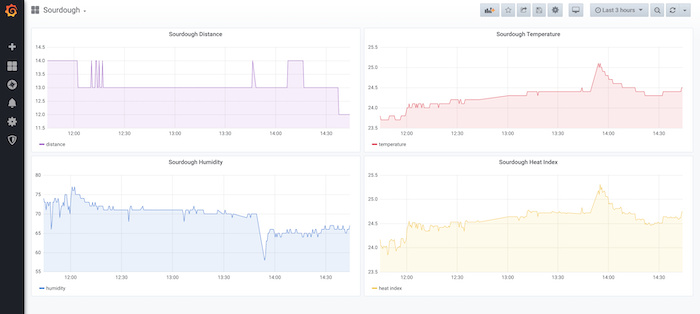 Sourdough
Last 3 hours
Sourdough Distance
14.5
14.0
13.5
13.0
12.5
12.0
11.5
12:00 12:30 13:00 13:30 14:00 14:30
distance
Sourdough Temperature
25.5
25.0
24.5
24.0
23.5
12:00 12:30 13:00 13:30 14:00 14:30
temperature
Sourdough Humidity
80
75
70
65
60
55
12:00 12:30 13:00 13:30 14:00 14:30
humidity
Sourdough Heat Index
25.5
25.0
24.5
24.0
23.5
12:00 12:30 13:00 13:30 14:00 14:30
heat index